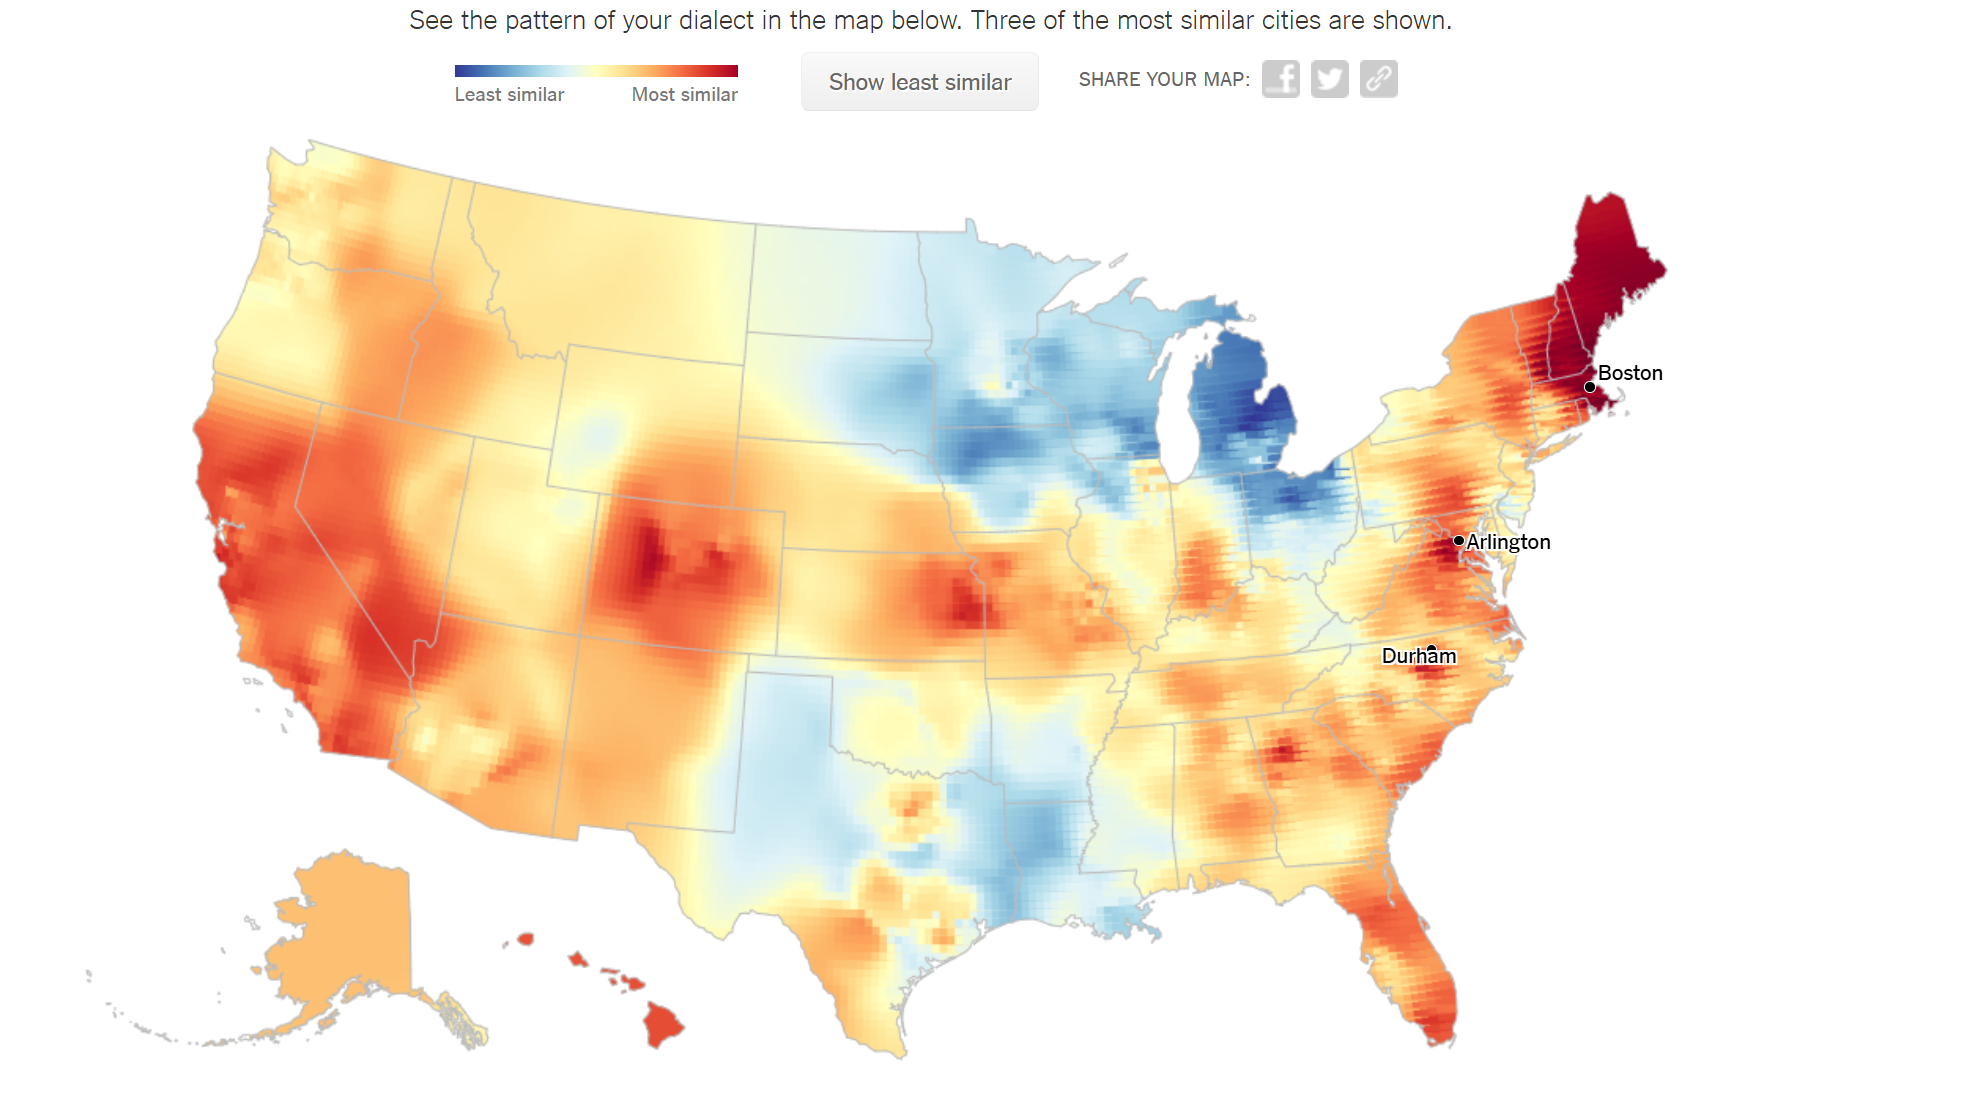 See the pattern of your dialect in the map below. Three of the most similar cities are shown.
Least similar
Most similar
Show least similar
SHARE YOUR MAP:
Boston
Arlington
Durham